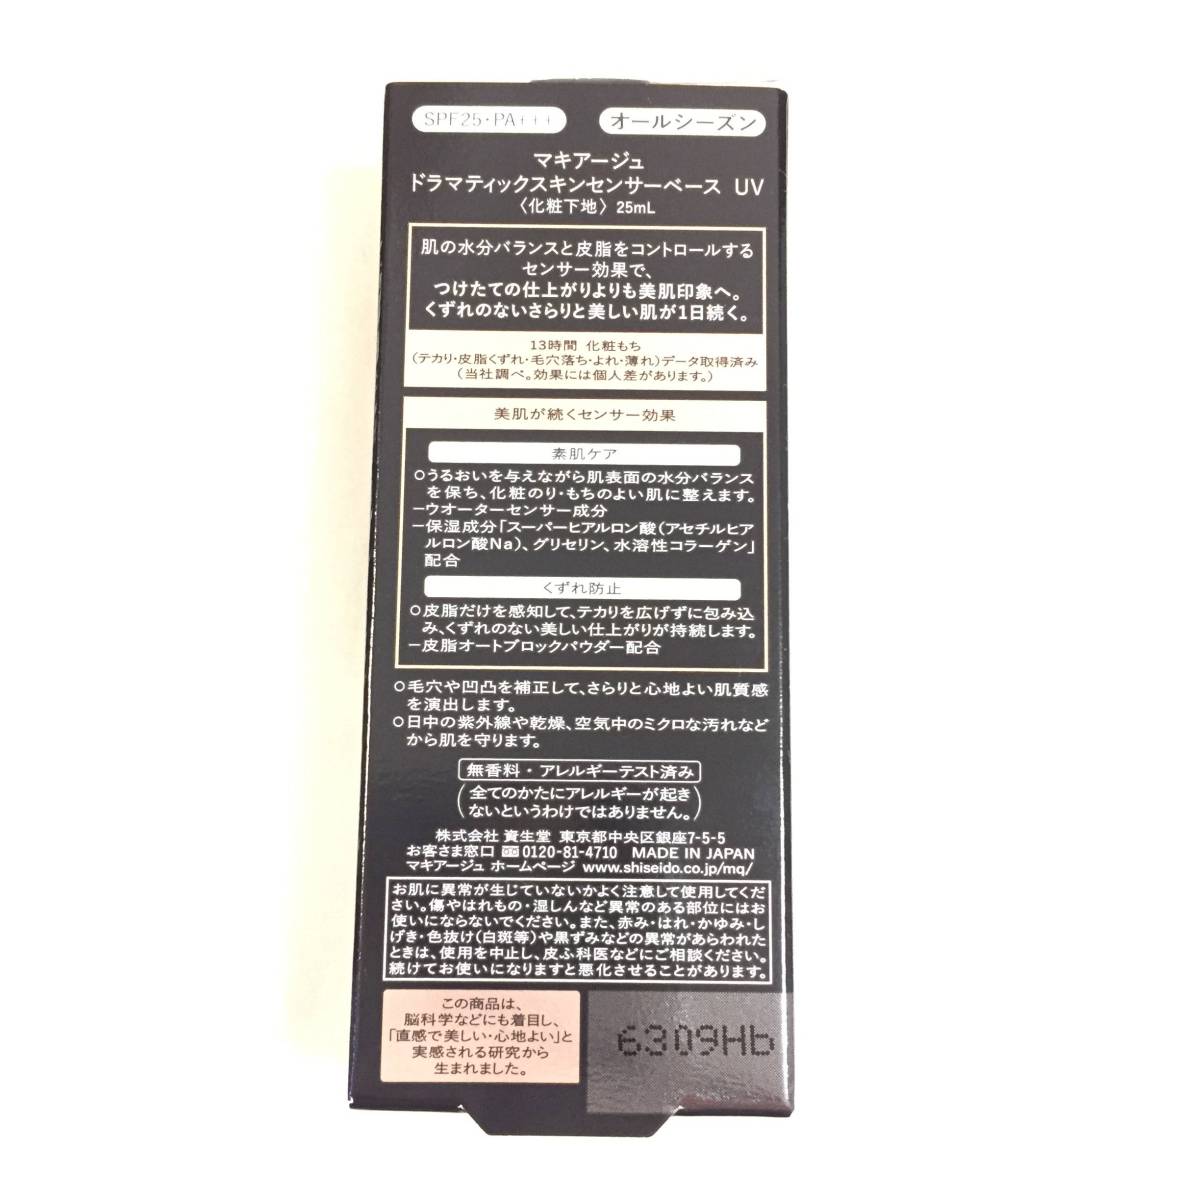 SPF25・PA+++ オールシーズン
マキアージュ
ドラマティックスキンセンサーベース UV
〈化粧下地〉 25mL
肌の水分バランスと皮脂をコントロールする
センサー効果で、
つけたての仕上がりよりも美肌印象へ。
くずれのないさらりと美しい肌が1日続く。
13時間 化粧もち
(テカリ・皮脂くずれ・毛穴落ち・よれ・薄れ)データ取得済み
(当社調べ。効果には個人差があります。)
美肌が続くセンサー効果
素肌ケア
○うるおいを与えながら肌表面の水分バランス
を保ち、化粧のり・もちのよい肌に整えます。
−ウオーターセンサー成分
−保湿成分「スーパーヒアルロン酸(アセチルヒア
ルロン酸Na)、グリセリン、水溶性コラーゲン」
配合
くずれ防止
○皮脂だけを感知して、テカリを広げずに包み込
み、くずれのない美しい仕上がりが持続します。
−皮脂オートブロックパウダー配合
○毛穴や凹凸を補正して、さらりと心地よい肌質感
を演出します。
○日中の紫外線や乾燥、空気中のミクロな汚れなど
から肌を守ります。
無香料・アレルギーテスト済み
(全てのかたにアレルギーが起き
ないというわけではありません。)
株式会社 資生堂 東京都中央区銀座7-5-5
お客さま窓口 0120-81-4710 MADE IN JAPAN
マキアージュ ホームページ www.shiseido.co.jp/mq/
お肌に異常が生じていないかよく注意して使用してくだ
さい。傷やはれもの・湿しんなど異常のある部位にはお
使いにならないでください。また、赤み・はれ・かゆみ・し
げき・色抜け(白斑等)や黒ずみなどの異常があらわれた
ときは、使用を中止し、皮ふ科医などにご相談ください。
続けてお使いになりますと悪化させることがあります。
この商品は、
脳科学などにも着目し、
「直感で美しい・心地よい」と
実感される研究から
生まれました。
6309Hb